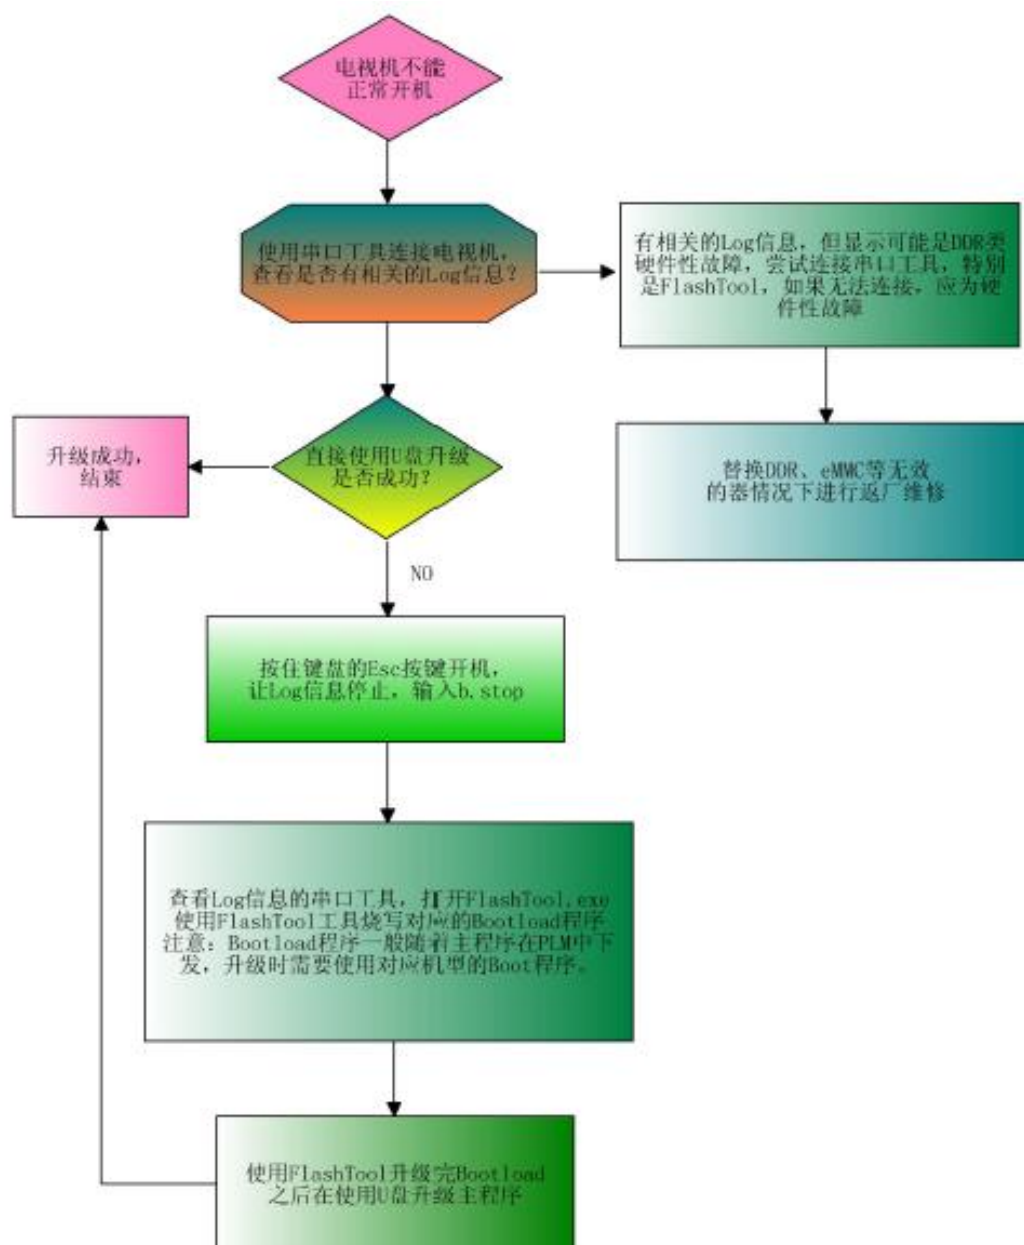 电视机不能
正常开机
使用串口工具连接电视机，
查看是否有相关的Log信息？
有相关的Log信息，但显示可能是DDR类
硬件性故障，尝试连接串口工具，特别
是FlashTool，如果无法连接，应为硬
件性故障
直接使用U盘升级
是否成功？
升级成功，
结束
替换DDR、eMMC等无效
的器情况下进行返厂维修
NO
按住键盘的Esc按键开机，
让Log信息停止，输入b.stop
查看Log信息的串口工具，打开FlashTool.exe
使用FlashTool工具烧写对应的Bootload程序
注意：Bootload程序一般随着主程序在PLM中下
发，升级时需要使用对应机型的Boot程序。
使用FlashTool升级完Bootload
之后在使用U盘升级主程序